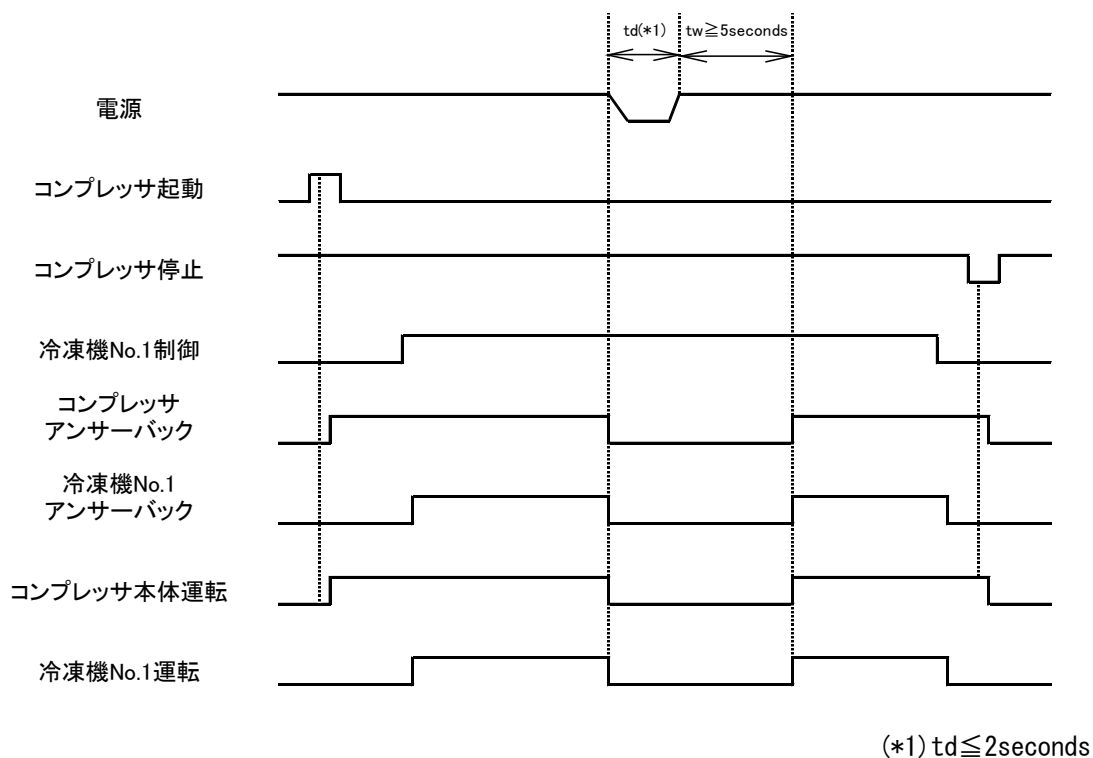 td(*1) tw≧5seconds
電源
コンプレッサ起動
コンプレッサ停止
冷凍機No.1制御
コンプレッサ
アンサーバック
冷凍機No.1
アンサーバック
コンプレッサ本体運転
冷凍機No.1運転
(*1)td≦2seconds